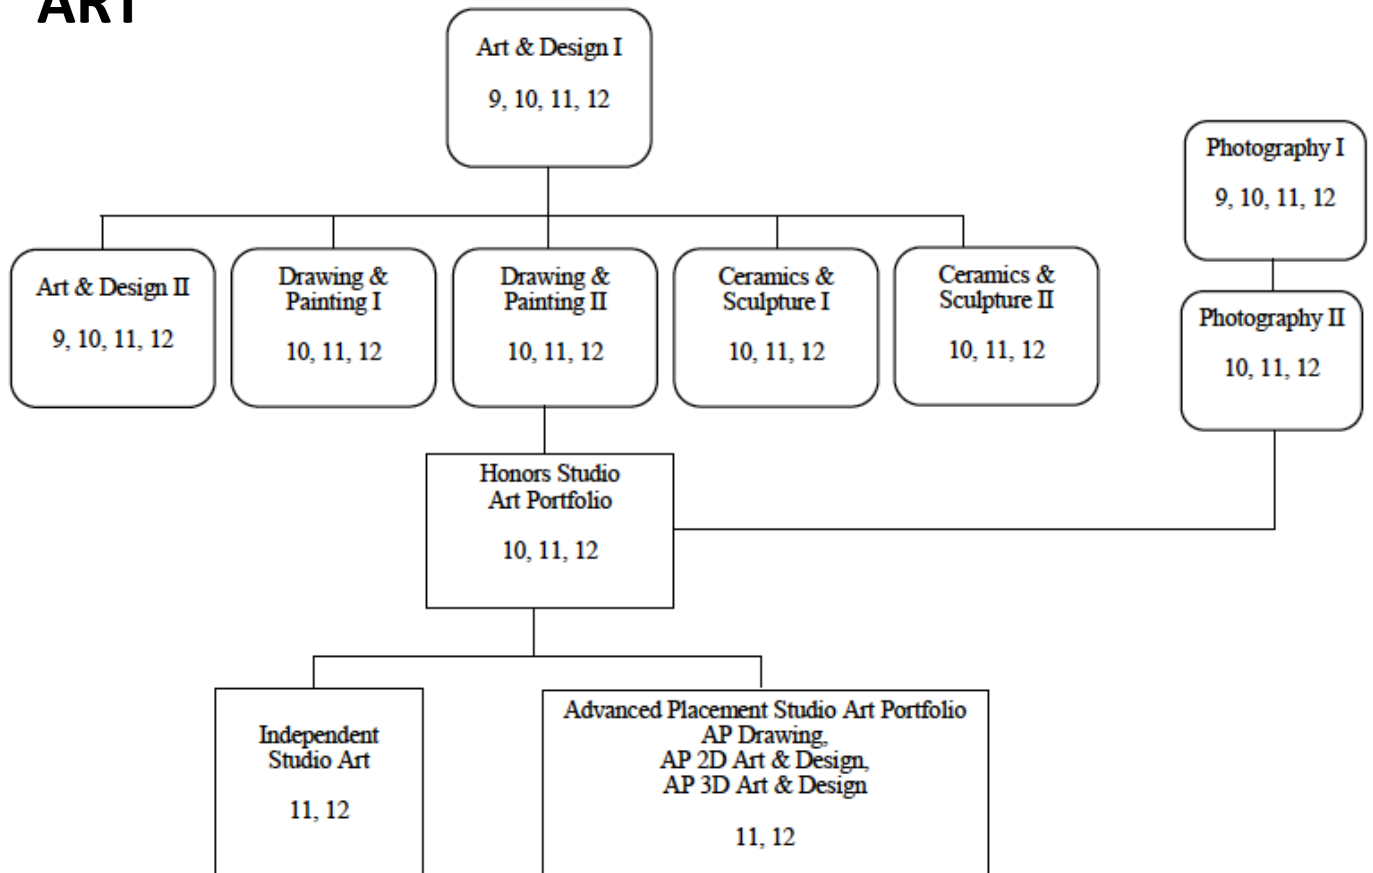 ART
Art & Design I
9, 10, 11, 12
Photography I
9, 10, 11, 12
Art & Design II
9, 10, 11, 12
Drawing &
Painting I
10, 11, 12
Drawing &
Painting II
10, 11, 12
Ceramics &
Sculpture I
10, 11, 12
Ceramics &
Sculpture II
10, 11, 12
Photography II
10, 11, 12
Honors Studio
Art Portfolio
10, 11, 12
Independent
Studio Art
11, 12
Advanced Placement Studio Art Portfolio
AP Drawing,
AP 2D Art & Design,
AP 3D Art & Design
11, 12